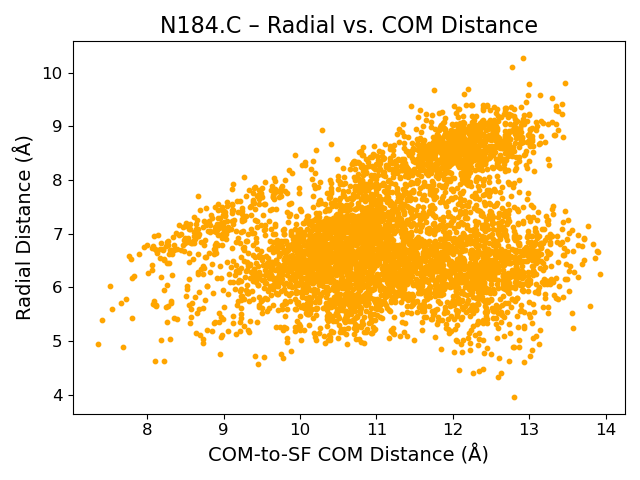 N184.C – Radial vs. COM Distance
Radial Distance (Å)
10
9
8
7
6
5
4
8 9 10 11 12 13 14
COM-to-SF COM Distance (Å)